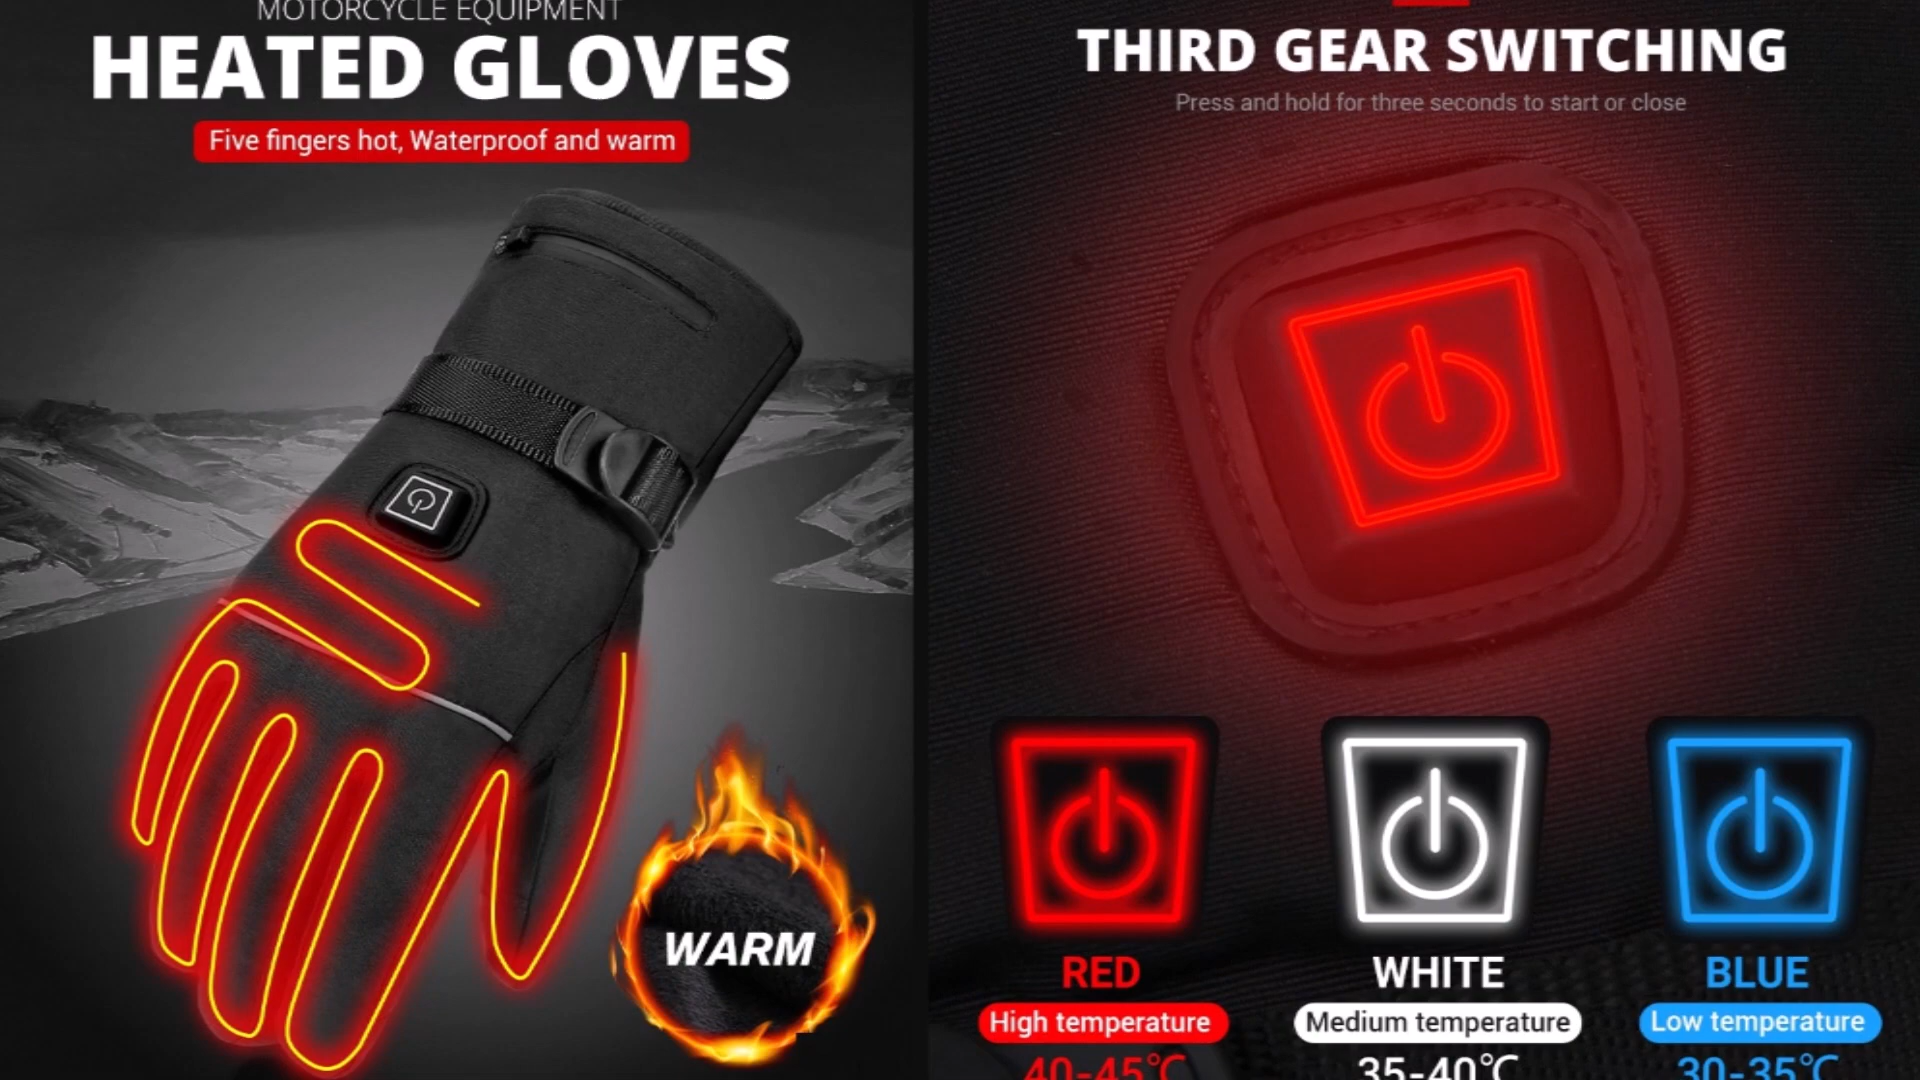 MOTORCYCLE EQUIPMENT
HEATED GLOVES
Five fingers hot, Waterproof and warm
WARM
THIRD GEAR SWITCHING
Press and hold for three seconds to start or close
RED
High temperature
40-45℃
WHITE
Medium temperature
35-40℃
BLUE
Low temperature
30-35℃